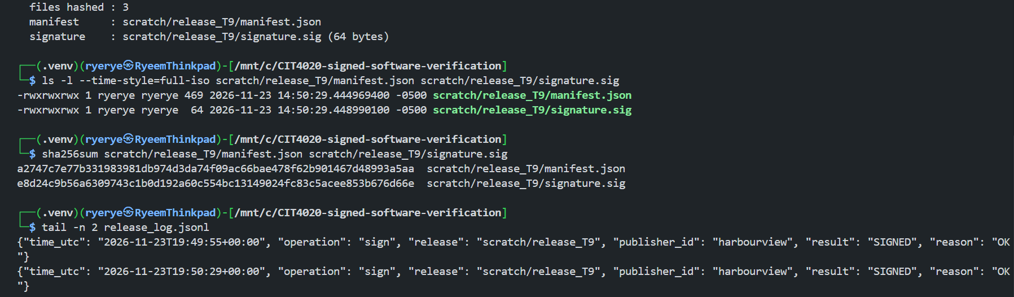 files hashed : 3
manifest     : scratch/release_T9/manifest.json
signature    : scratch/release_T9/signature.sig (64 bytes)
┌──(.venv)(ryerye㉿RyeemThinkpad)-[/mnt/c/CIT4020-signed-software-verification]
└─$ ls -l --time-style=full-iso scratch/release_T9/manifest.json scratch/release_T9/signature.sig
-rwxrwxrwx 1 ryerye ryerye 469 2026-11-23 14:50:29.444969400 -0500 scratch/release_T9/manifest.json
-rwxrwxrwx 1 ryerye ryerye  64 2026-11-23 14:50:29.448990100 -0500 scratch/release_T9/signature.sig
┌──(.venv)(ryerye㉿RyeemThinkpad)-[/mnt/c/CIT4020-signed-software-verification]
└─$ sha256sum scratch/release_T9/manifest.json scratch/release_T9/signature.sig
a2747c7e77b331983981db974d3da74f09ac66bae478f62b901467d48993a5aa  scratch/release_T9/manifest.json
e8d24c9b56a6309743c1b0d192a60c554bc13149024fc83c5acee853b676d66e  scratch/release_T9/signature.sig
┌──(.venv)(ryerye㉿RyeemThinkpad)-[/mnt/c/CIT4020-signed-software-verification]
└─$ tail -n 2 release_log.jsonl
{"time_utc": "2026-11-23T19:49:55+00:00", "operation": "sign", "release": "scratch/release_T9", "publisher_id": "harbourview", "result": "SIGNED", "reason": "OK
"}
{"time_utc": "2026-11-23T19:50:29+00:00", "operation": "sign", "release": "scratch/release_T9", "publisher_id": "harbourview", "result": "SIGNED", "reason": "OK
"}